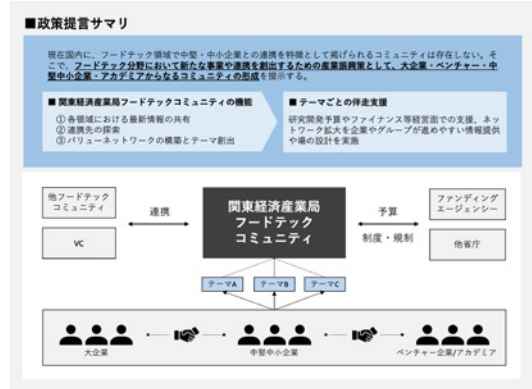 ■政策提言サマリ
現在国内に、フードテック領域で中堅・中小企業との連携を特徴として掲げられるコミュニティは存在しない。そ
こで、フードテック分野において新たな事業や連携を創出するための産業振興策として、大企業・ベンチャー・中
堅中小企業・アカデミアからなるコミュニティの形成を提示する。
■ 関東経済産業局フードテックコミュニティの機能
① 各領域における最新情報の共有
② 連携先の探索
③ バリューネットワークの構築とテーマ創出
■ テーマごとの伴走支援
研究開発予算やファイナンス等経営面での支援、ネッ
トワーク拡大を企業やグループが進めやすい情報提供
や場の設計を実施
他フードテック
コミュニティ
VC
連携
関東経済産業局
フードテック
コミュニティ
予算
制度・規制
ファンディング
エージェンシー
他省庁
テーマA
テーマB
テーマC
大企業
中堅中小企業
ベンチャー企業/アカデミア